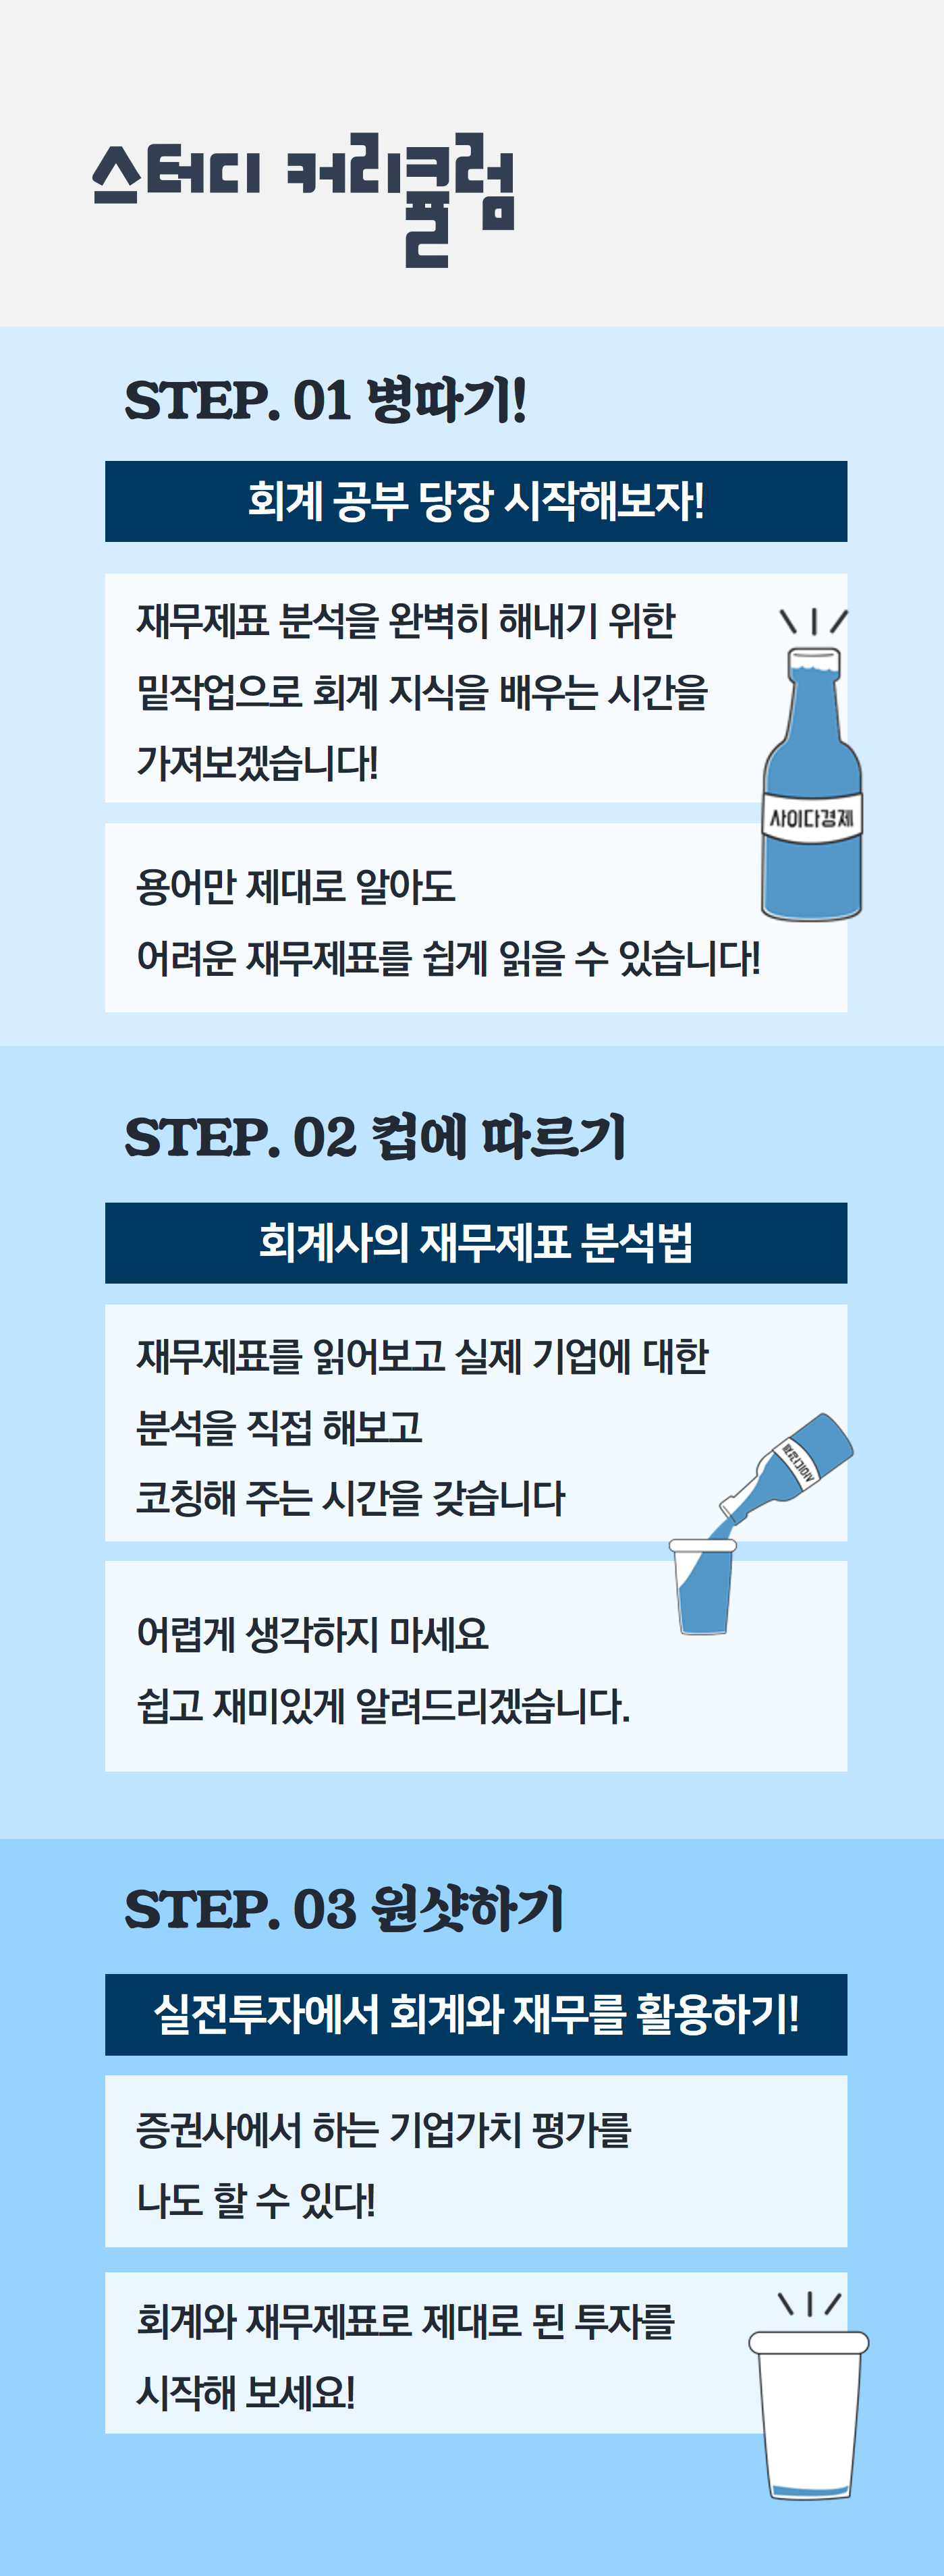 스터디 커리큘럼
STEP. 01 병따기!
회계 공부 당장 시작해보자!
재무제표 분석을 완벽히 해내기 위한
밑작업으로 회계 지식을 배우는 시간을
가져보겠습니다!
사이다경제
용어만 제대로 알아도
어려운 재무제표를 쉽게 읽을 수 있습니다!
STEP. 02 컵에 따르기
회계사의 재무제표 분석법
재무제표를 읽어보고 실제 기업에 대한
분석을 직접 해보고
코칭해 주는 시간을 갖습니다
사이다경제
어렵게 생각하지 마세요
쉽고 재미있게 알려드리겠습니다.
STEP. 03 원샷하기
실전투자에서 회계와 재무를 활용하기!
증권사에서 하는 기업가치 평가를
나도 할 수 있다!
회계와 재무제표로 제대로 된 투자를
시작해 보세요!